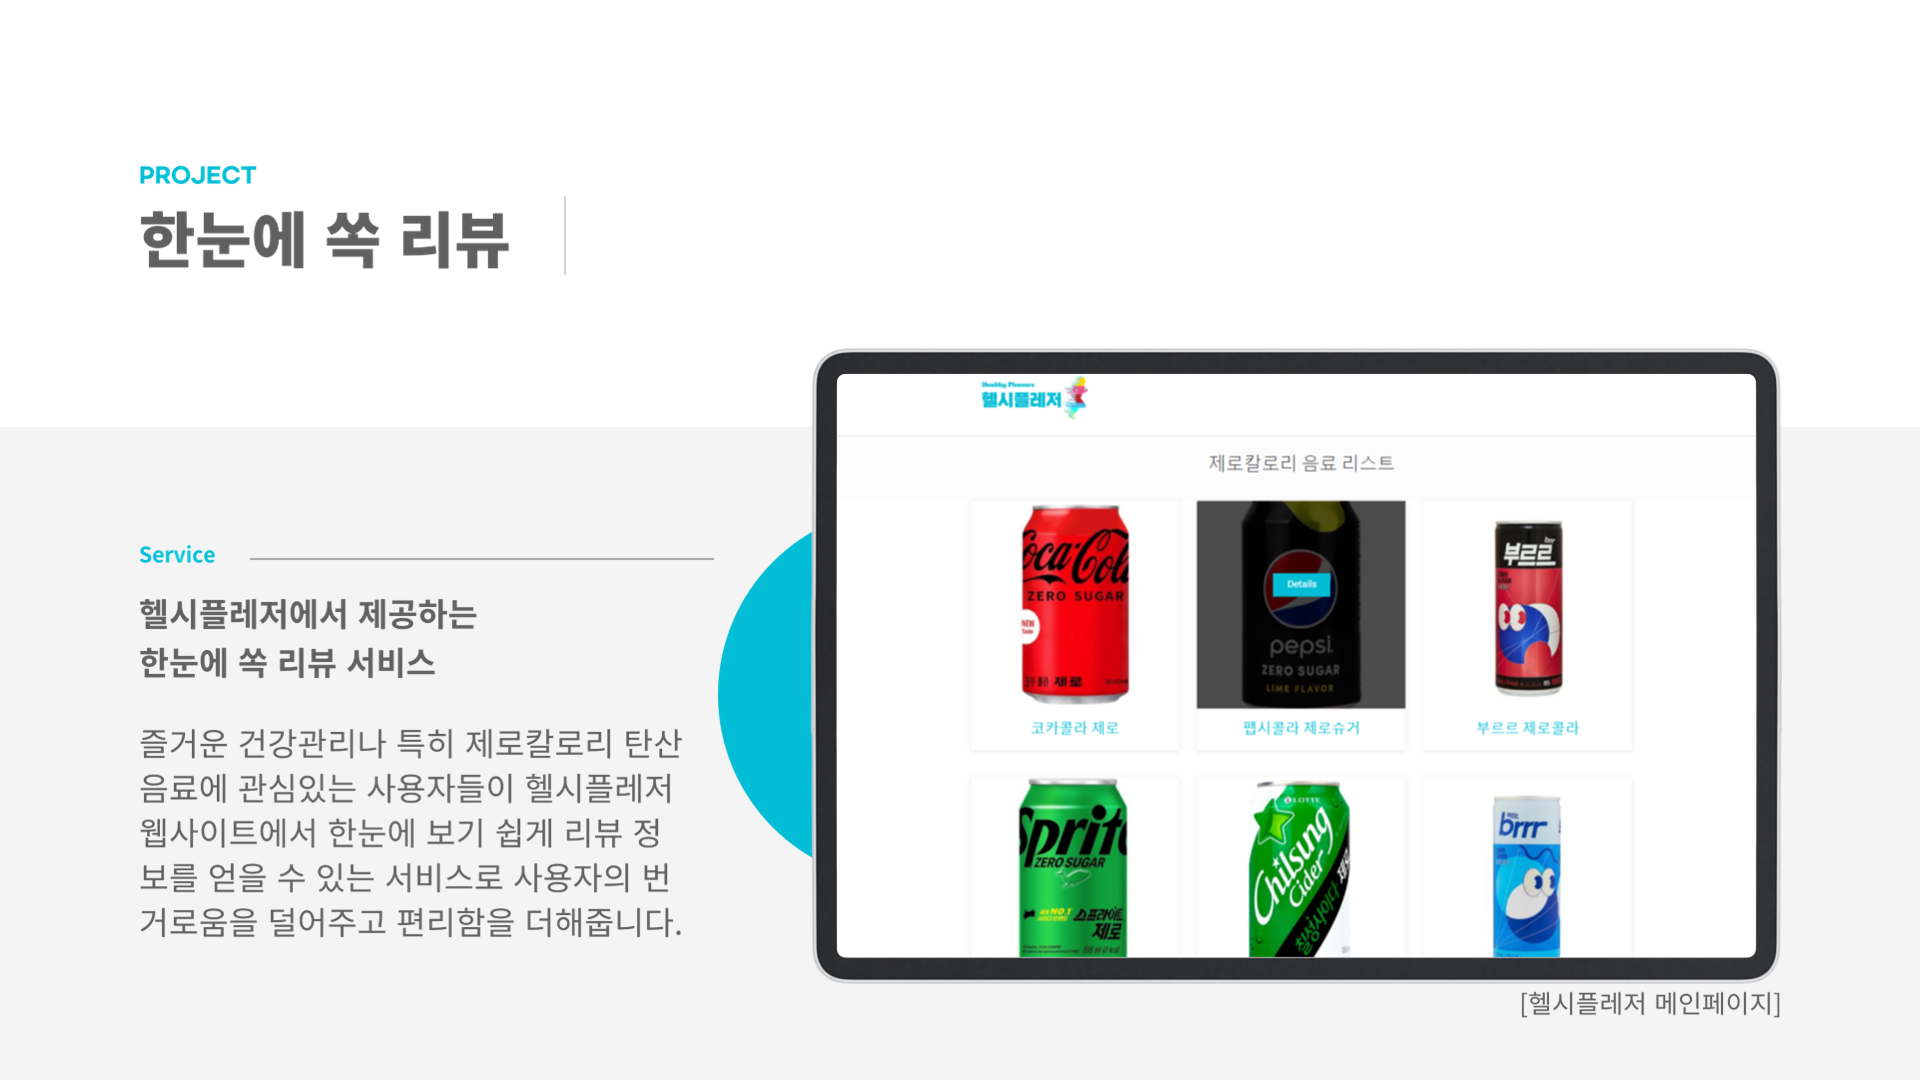 PROJECT
한눈에 쏙 리뷰
Service
헬시플레저에서 제공하는
한눈에 쏙 리뷰 서비스
즐거운 건강관리나 특히 제로칼로리 탄산
음료에 관심있는 사용자들이 헬시플레저
웹사이트에서 한눈에 보기 쉽게 리뷰 정
보를 얻을 수 있는 서비스로 사용자의 번
거로움을 덜어주고 편리함을 더해줍니다.
Healthy Pleasure
헬시플레저
제로칼로리 음료 리스트
Coca-Cola
ZERO SUGAR
NEW
제로
코카콜라 제로
Details
pepsi
ZERO SUGAR
LIME FLAVOR
펩시콜라 제로슈거
부르르
부르르 제로콜라
Sprite
ZERO SUGAR
NO.1
스프라이트
제로
LOTTE
Chilsung
Cider
칠성사이다
제로
brrr
[헬시플레저 메인페이지]